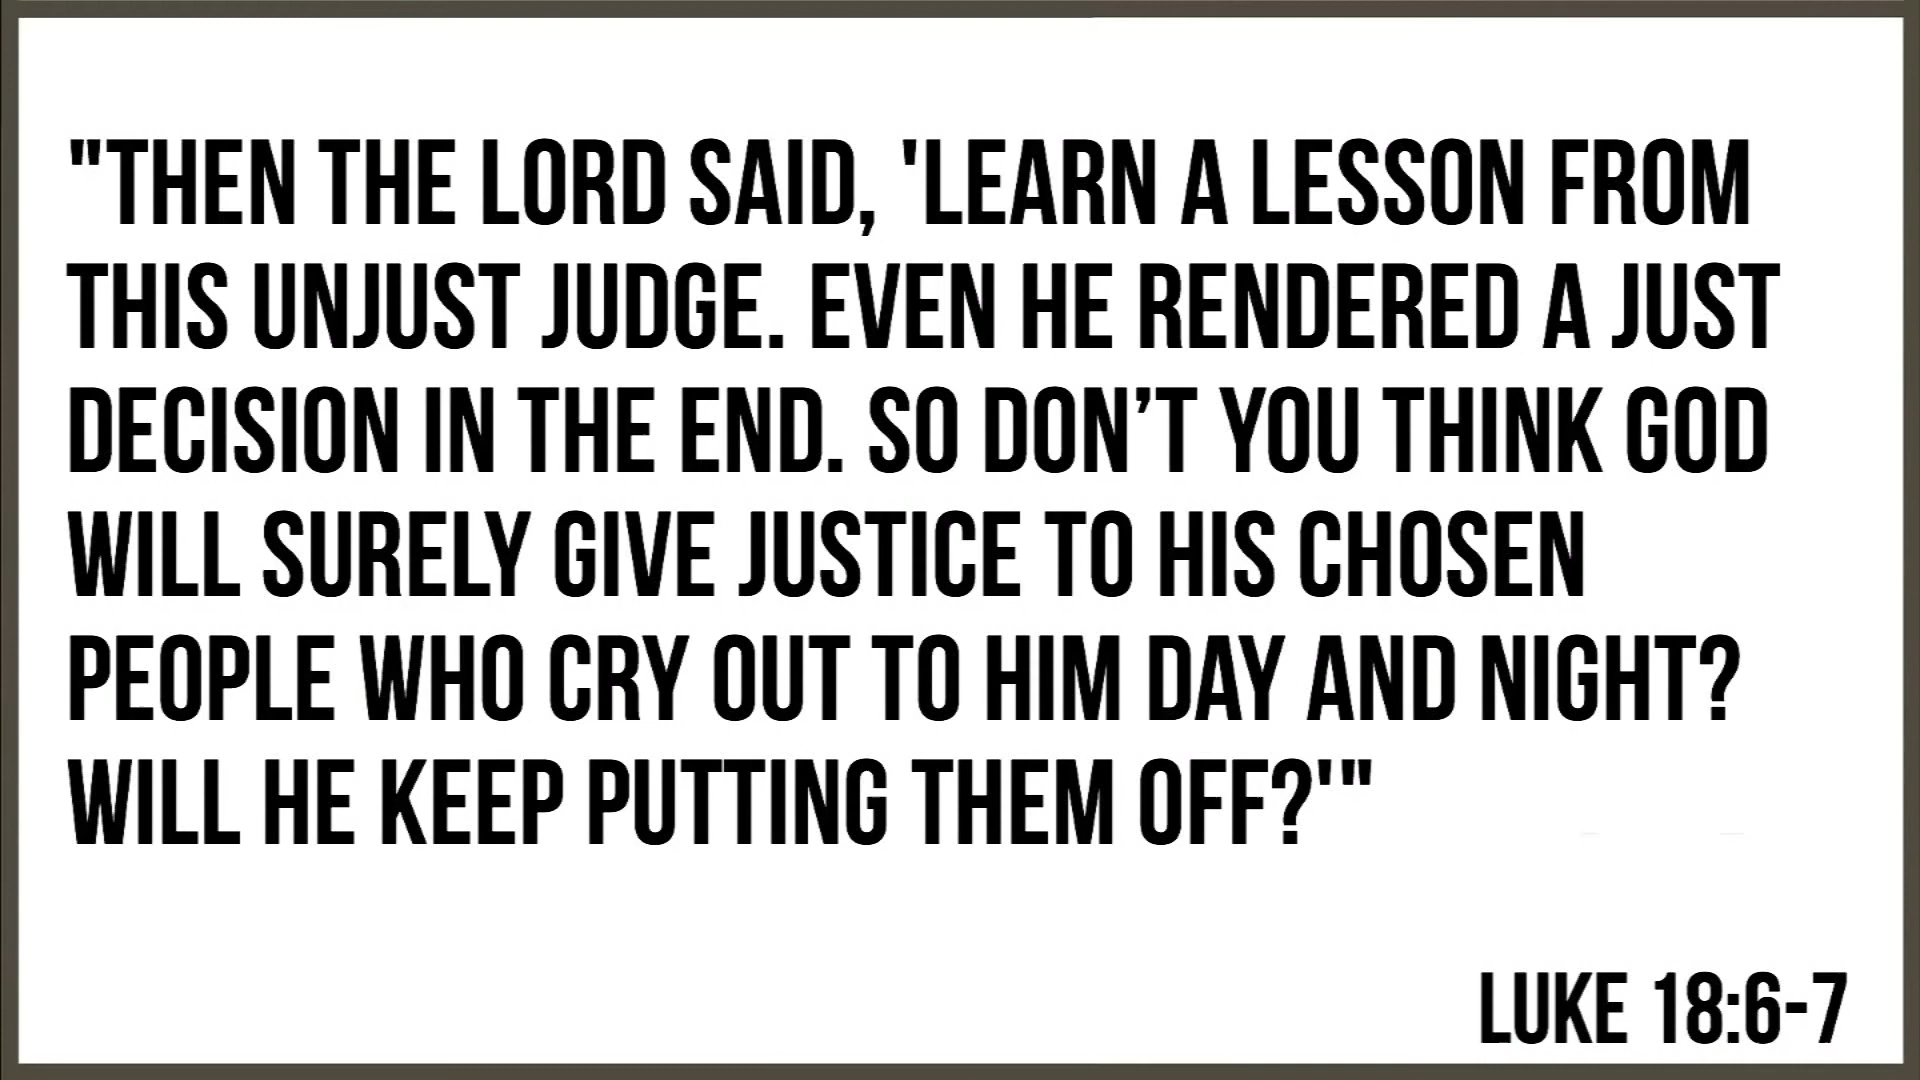 "THEN THE LORD SAID, 'LEARN A LESSON FROM
THIS UNJUST JUDGE. EVEN HE RENDERED A JUST
DECISION IN THE END. SO DON’T YOU THINK GOD
WILL SURELY GIVE JUSTICE TO HIS CHOSEN
PEOPLE WHO CRY OUT TO HIM DAY AND NIGHT?
WILL HE KEEP PUTTING THEM OFF?'"
LUKE 18:6-7